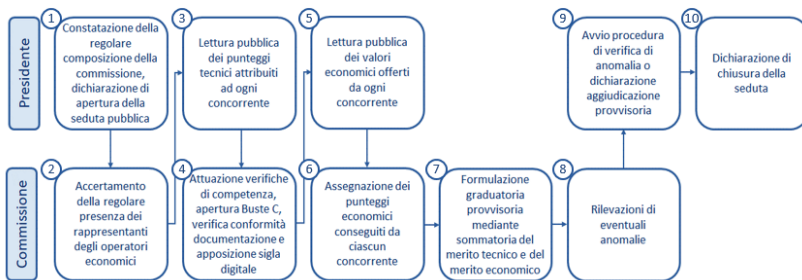 Presidente
1
Constatazione della
regolare
composizione della
commissione,
dichiarazione di
apertura della
seduta pubblica
3
Lettura pubblica
dei punteggi
tecnici attribuiti
ad ogni
concorrente
5
Lettura pubblica
dei valori
economici offerti
da ogni
concorrente
9
Avvio procedura
di verifica di
anomalia o
dichiarazione
aggiudicazione
provvisoria
10
Dichiarazione di
chiusura della
seduta
Commissione
2
Accertamento
della regolare
presenza dei
rappresentanti
degli operatori
economici
4
Attuazione verifiche
di competenza,
apertura Buste C,
verifica conformità
documentazione e
apposizione sigla
digitale
6
Assegnazione dei
punteggi
economici
conseguiti da
ciascun
concorrente
7
Formulazione
graduatoria
provvisoria
mediante
sommatoria del
merito tecnico e del
merito economico
8
Rilevazioni di
eventuali
anomalie